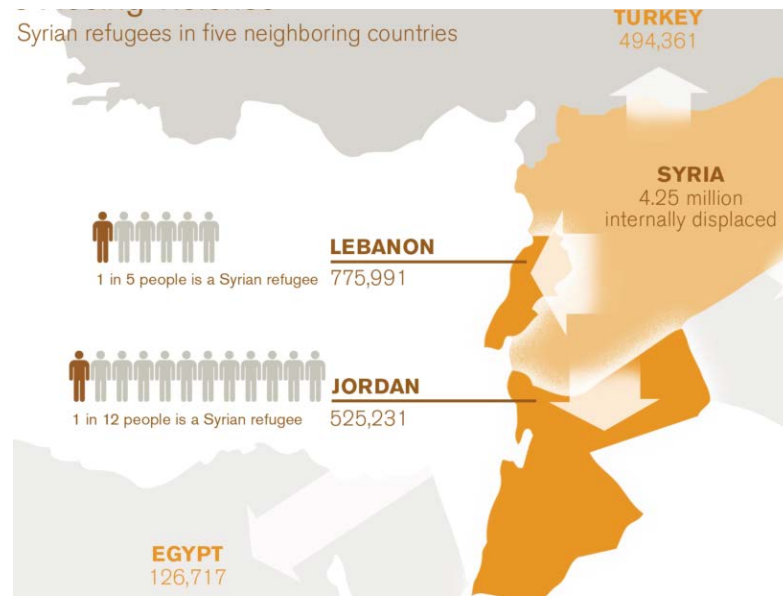 Syrian refugees in five neighboring countries
TURKEY
494,361
SYRIA
4.25 million
internally displaced
LEBANON
1 in 5 people is a Syrian refugee 775,991
JORDAN
1 in 12 people is a Syrian refugee 525,231
EGYPT
126,717